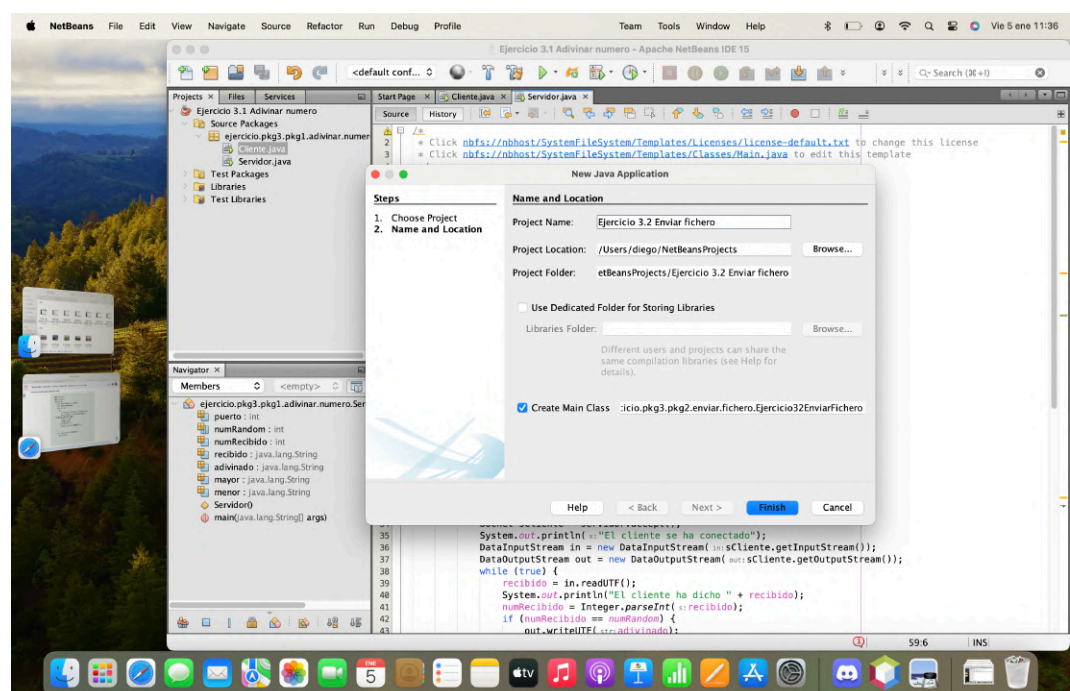 NetBeans File Edit View Navigate Source Refactor Run Debug Profile Team Tools Window Help Vie 5 ene 11:36
Ejercicio 3.1 Adivinar numero - Apache NetBeans IDE 15
<default conf... Search (⌘+I)
Projects × Files Services
Start Page × Cliente.java × Servidor.java ×
Source History
Ejercicio 3.1 Adivinar numero
Source Packages
ejercicio.pkg3.pkg1.adivinar.numer
Cliente.java
Servidor.java
Test Packages
Libraries
Test Libraries
/*
2 * Click nbfs://nbhost/SystemFileSystem/Templates/Licenses/license-default.txt to change this license
3 * Click nbfs://nbhost/SystemFileSystem/Templates/Classes/Main.java to edit this template
New Java Application
Steps
1. Choose Project
2. Name and Location
Name and Location
Project Name: Ejercicio 3.2 Enviar fichero
Project Location: /Users/diego/NetBeansProjects Browse...
Project Folder: etBeansProjects/Ejercicio 3.2 Enviar fichero
Use Dedicated Folder for Storing Libraries
Libraries Folder: Browse...
Different users and projects can share the
same compilation libraries (see Help for
details).
Create Main Class :icio.pkg3.pkg2.enviar.fichero.Ejercicio32EnviarFichero
Help < Back Next > Finish Cancel
Navigator ×
Members <empty>
ejercicio.pkg3.pkg1.adivinar.numero.Ser
puerto : int
numRandom : int
numRecibido : int
recibido : java.lang.String
adivinado : java.lang.String
mayor : java.lang.String
menor : java.lang.String
Servidor()
main(java.lang.String[] args)
35 System.out.println(x: "El cliente se ha conectado");
36 DataInputStream in = new DataInputStream(in: sCliente.getInputStream());
37 DataOutputStream out = new DataOutputStream(out: sCliente.getOutputStream());
38 while (true) {
39 recibido = in.readUTF();
40 System.out.println("El cliente ha dicho " + recibido);
41 numRecibido = Integer.parseInt(s: recibido);
42 if (numRecibido == numRandom) {
43 out.writeUTF(str: adivinado);
59:6 INS
ENE
5
tv